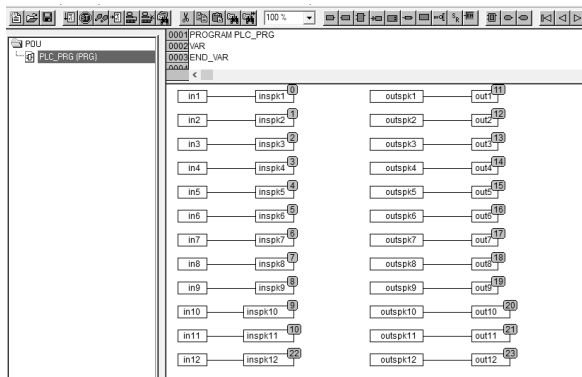 100 %
POU
PLC_PRG (PRG)
0001 PROGRAM PLC_PRG
0002 VAR
0003 END_VAR
0004
in1 inspk1 0 outspk1 out1 11
in2 inspk2 1 outspk2 out2 12
in3 inspk3 2 outspk3 out3 13
in4 inspk4 3 outspk4 out4 14
in5 inspk5 4 outspk5 out5 15
in6 inspk6 5 outspk6 out6 16
in7 inspk7 6 outspk7 out7 17
in8 inspk8 7 outspk8 out8 18
in9 inspk9 8 outspk9 out9 19
in10 inspk10 9 outspk10 out10 20
in11 inspk11 10 outspk11 out11 21
in12 inspk12 22 outspk12 out12 23